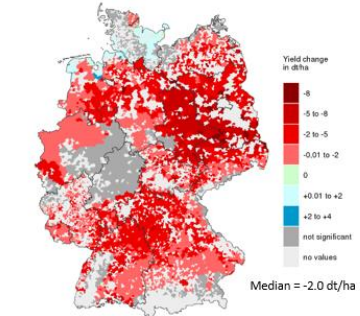 Yield change
in dt/ha
-8
-5 to -8
-2 to -5
-0,01 to -2
0
+0.01 to +2
+2 to +4
not significant
no values
Median = -2.0 dt/ha